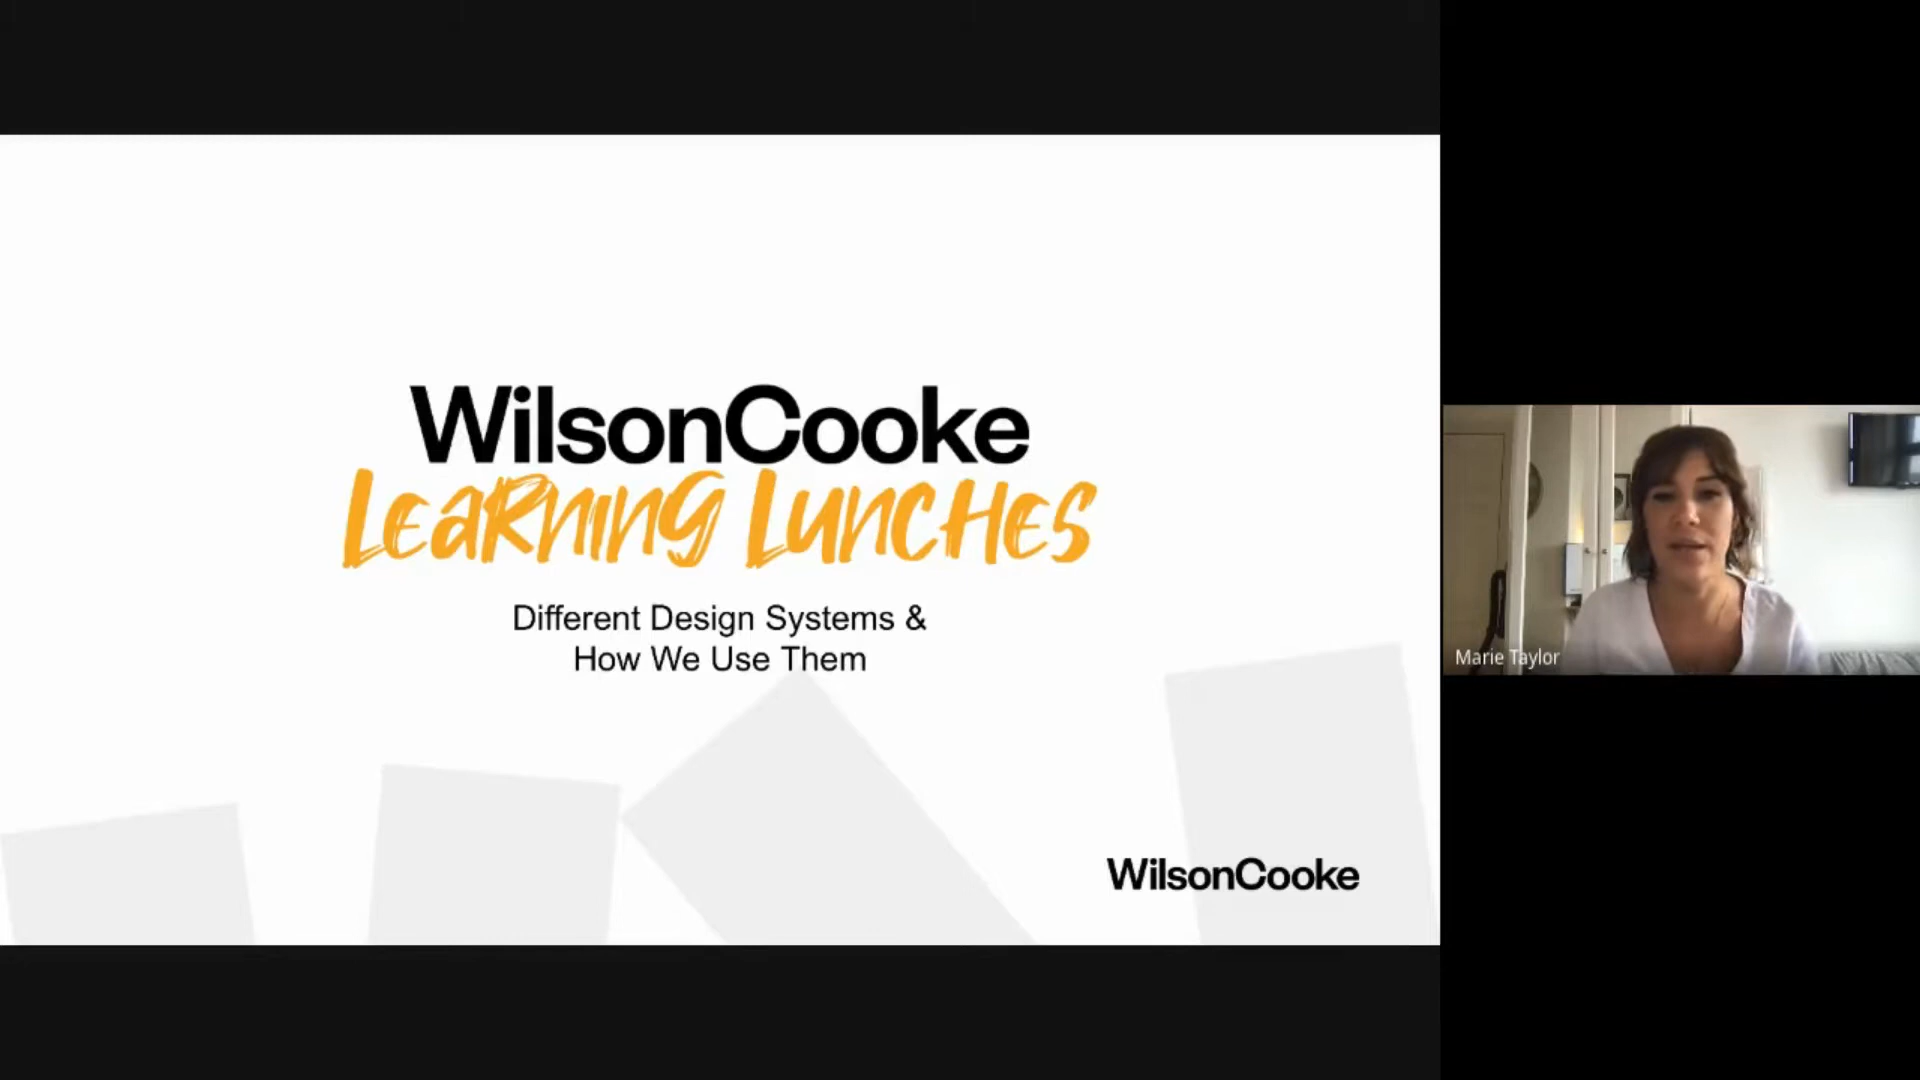 WilsonCooke
Learning Lunches
Different Design Systems &
How We Use Them
WilsonCooke
Marie Taylor